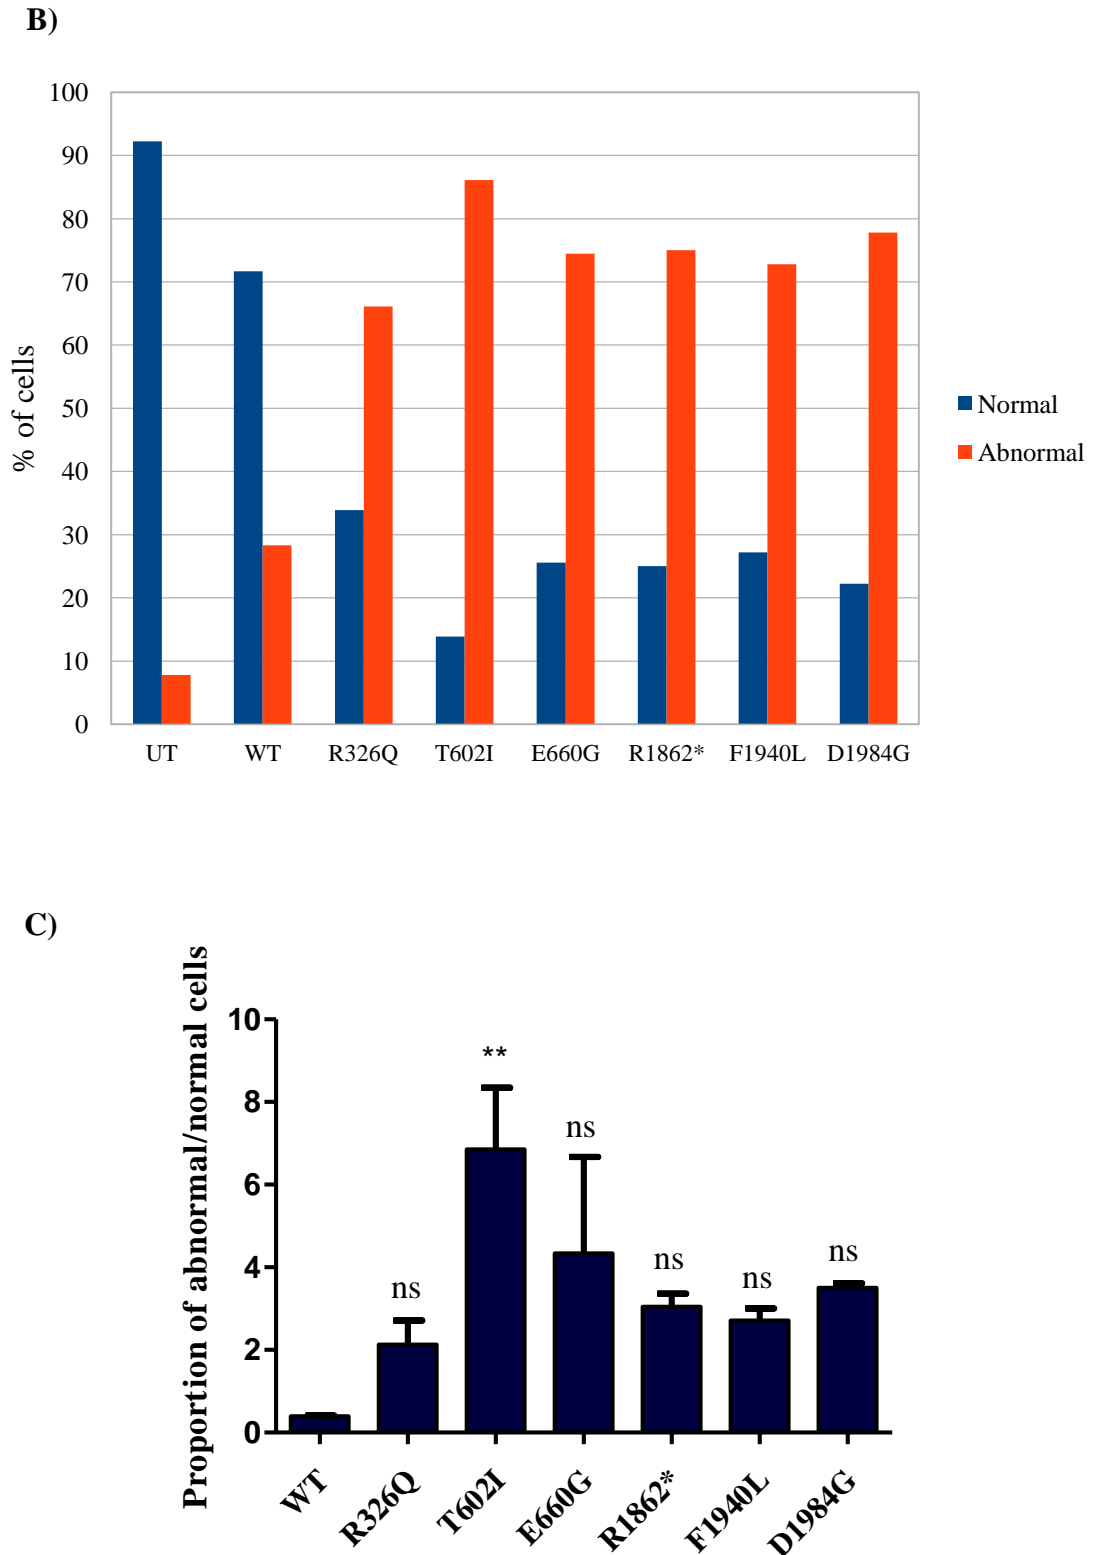 B)
100
90
80
70
60
50
40
30
20
10
0
% of cells
UT WT R326Q T602I E660G R1862* F1940L D1984G
Normal
Abnormal
C)
Proportion of abnormal/normal cells
10
8
6
4
2
0
ns
**
ns
ns
ns
ns
WT R326Q T602I E660G R1862* F1940L D1984G